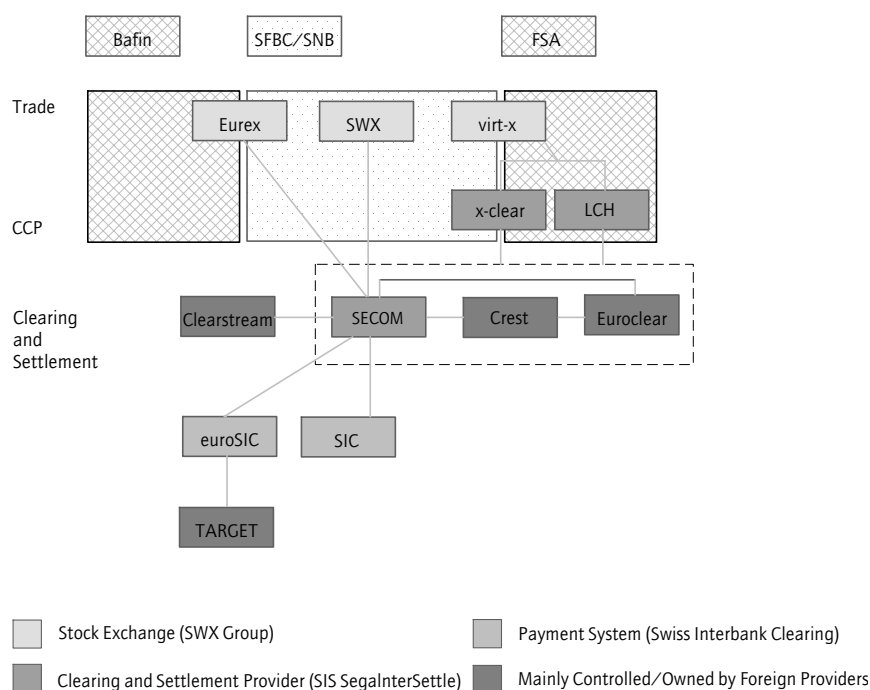 Bafin
SFBC/SNB
FSA
Trade
Eurex
SWX
virt-x
x-clear
LCH
CCP
Clearing
and
Settlement
Clearstream
SECOM
Crest
Euroclear
euroSIC
SIC
TARGET
Stock Exchange (SWX Group)
Payment System (Swiss Interbank Clearing)
Clearing and Settlement Provider (SIS SegaInterSettle)
Mainly Controlled/Owned by Foreign Providers